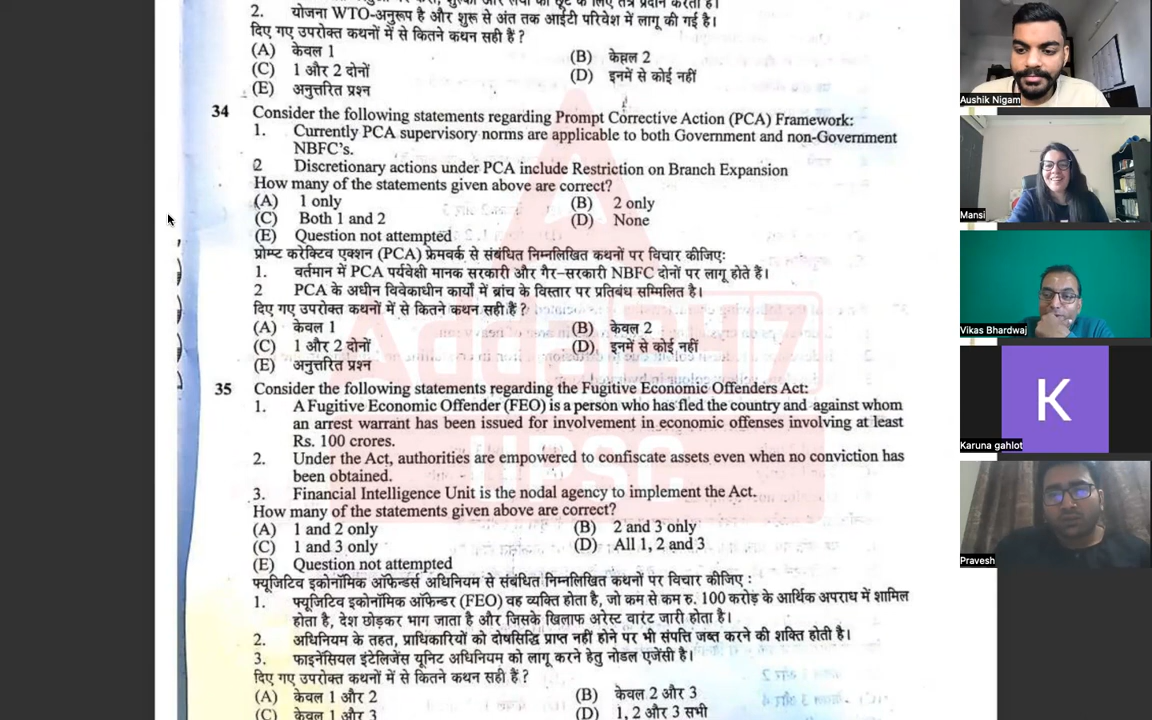 2. योजना WTO-अनुरूप है और शुरू से अंत तक आईटी परिवेश में लागू की गई है।
दिए गए उपरोक्त कथनों में से कितने कथन सही हैं ?
(A) केवल 1 (B) केवल 2
(C) 1 और 2 दोनों (D) इनमें से कोई नहीं
(E) अनुत्तरित प्रश्न
34 Consider the following statements regarding Prompt Corrective Action (PCA) Framework:
1. Currently PCA supervisory norms are applicable to both Government and non-Government
NBFC's.
2 Discretionary actions under PCA include Restriction on Branch Expansion
How many of the statements given above are correct?
(A) 1 only (B) 2 only
(C) Both 1 and 2 (D) None
(E) Question not attempted
प्रोम्प्ट करेक्टिव एक्शन (PCA) फ्रेमवर्क से संबंधित निम्नलिखित कथनों पर विचार कीजिए:
1. वर्तमान में PCA पर्यवेक्षी मानक सरकारी और गैर-सरकारी NBFC दोनों पर लागू होते हैं।
2 PCA के अधीन विवेकाधीन कार्यों में ब्रांच के विस्तार पर प्रतिबंध सम्मिलित है।
दिए गए उपरोक्त कथनों में से कितने कथन सही हैं ?
(A) केवल 1 (B) केवल 2
(C) 1 और 2 दोनों (D) इनमें से कोई नहीं
(E) अनुत्तरित प्रश्न
35 Consider the following statements regarding the Fugitive Economic Offenders Act:
1. A Fugitive Economic Offender (FEO) is a person who has fled the country and against whom
an arrest warrant has been issued for involvement in economic offenses involving at least
Rs. 100 crores.
2. Under the Act, authorities are empowered to confiscate assets even when no conviction has
been obtained.
3. Financial Intelligence Unit is the nodal agency to implement the Act.
How many of the statements given above are correct?
(A) 1 and 2 only (B) 2 and 3 only
(C) 1 and 3 only (D) All 1, 2 and 3
(E) Question not attempted
फ्यूजिटिव इकोनॉमिक ऑफेन्डर्स अधिनियम से संबंधित निम्नलिखित कथनों पर विचार कीजिए :
1. फ्यूजिटिव इकोनॉमिक ऑफेन्डर (FEO) वह व्यक्ति होता है, जो कम से कम रु. 100 करोड़ के आर्थिक अपराध में शामिल
होता है, देश छोड़कर भाग जाता है और जिसके खिलाफ अरेस्ट वारंट जारी होता है।
2. अधिनियम के तहत, प्राधिकारियों को दोषसिद्धि प्राप्त नहीं होने पर भी संपत्ति जब्त करने की शक्ति होती है।
3. फाइनेंसियल इंटेलिजेंस यूनिट अधिनियम को लागू करने हेतु नोडल एजेंसी है।
दिए गए उपरोक्त कथनों में से कितने कथन सही हैं ?
(A) केवल 1 और 2 (B) केवल 2 और 3
(C) केवल 1 और 3 (D) 1, 2 और 3 सभी
Adda247
UPSC
Aushik Nigam
Mansi
Vikas Bhardwaj
K
Karuna gahlot
Pravesh